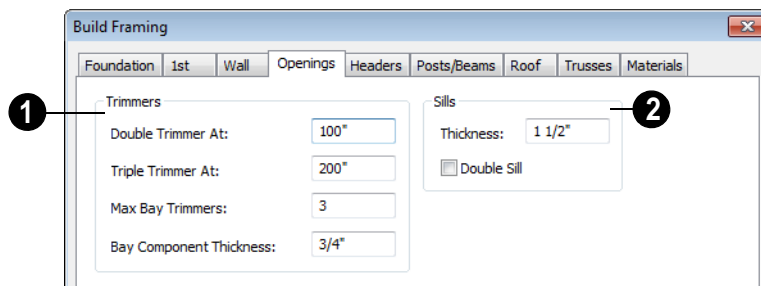 Build Framing
Foundation 1st Wall Openings Headers Posts/Beams Roof Trusses Materials
1 Trimmers
Double Trimmer At: 100"
Triple Trimmer At: 200"
Max Bay Trimmers: 3
Bay Component Thickness: 3/4"
Sills 2
Thickness: 1 1/2"
Double Sill